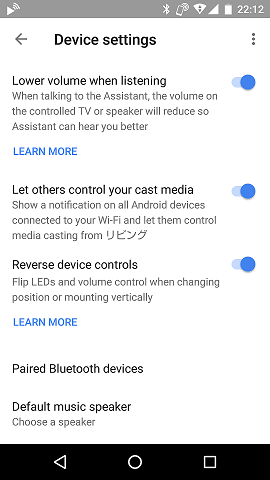 22:12
Device settings
Lower volume when listening
When talking to the Assistant, the volume on
the controlled TV or speaker will reduce so
Assistant can hear you better
LEARN MORE
Let others control your cast media
Show a notification on all Android devices
connected to your Wi-Fi and let them control
media casting from リビング
Reverse device controls
Flip LEDs and volume control when changing
position or mounting vertically
LEARN MORE
Paired Bluetooth devices
Default music speaker
Choose a speaker